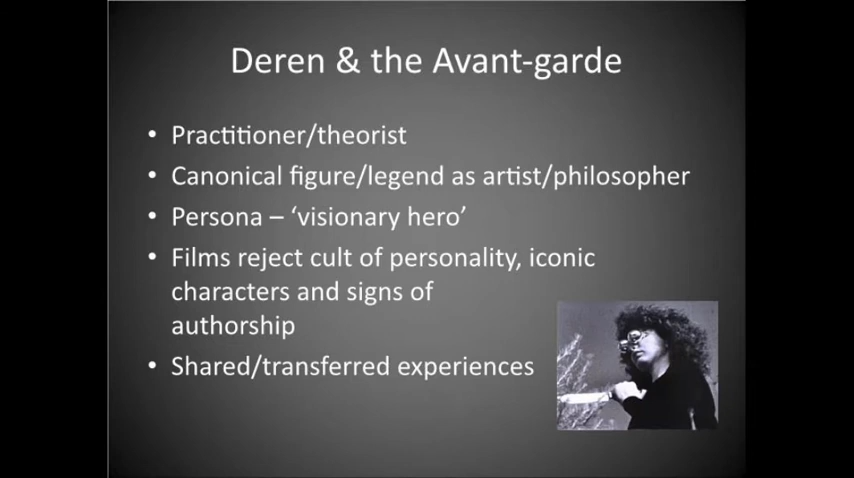 Deren & the Avant-garde
• Practitioner/theorist
• Canonical figure/legend as artist/philosopher
• Persona – ‘visionary hero’
• Films reject cult of personality, iconic
characters and signs of
authorship
• Shared/transferred experiences